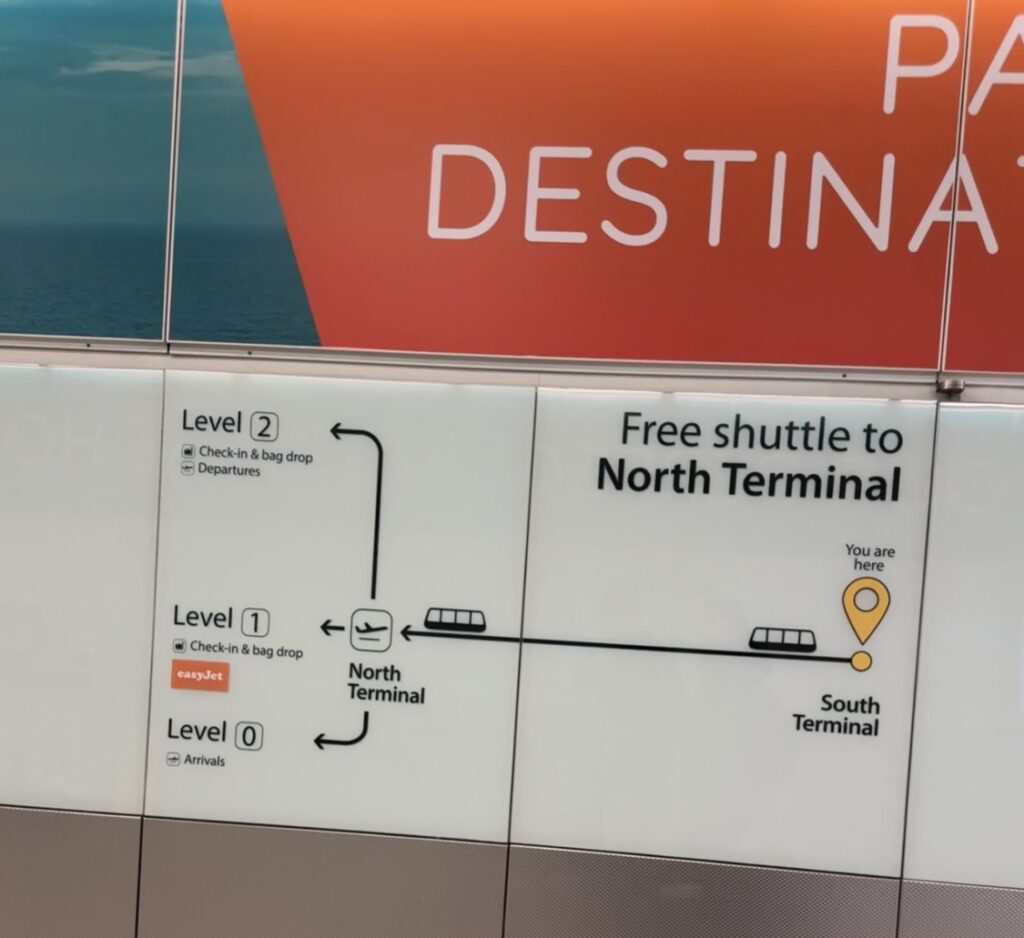 PA
DESTINAT
Free shuttle to
North Terminal
Level 2
Check-in & bag drop
Departures
You are
here
Level 1
Check-in & bag drop
easyJet
North
Terminal
South
Terminal
Level 0
Arrivals